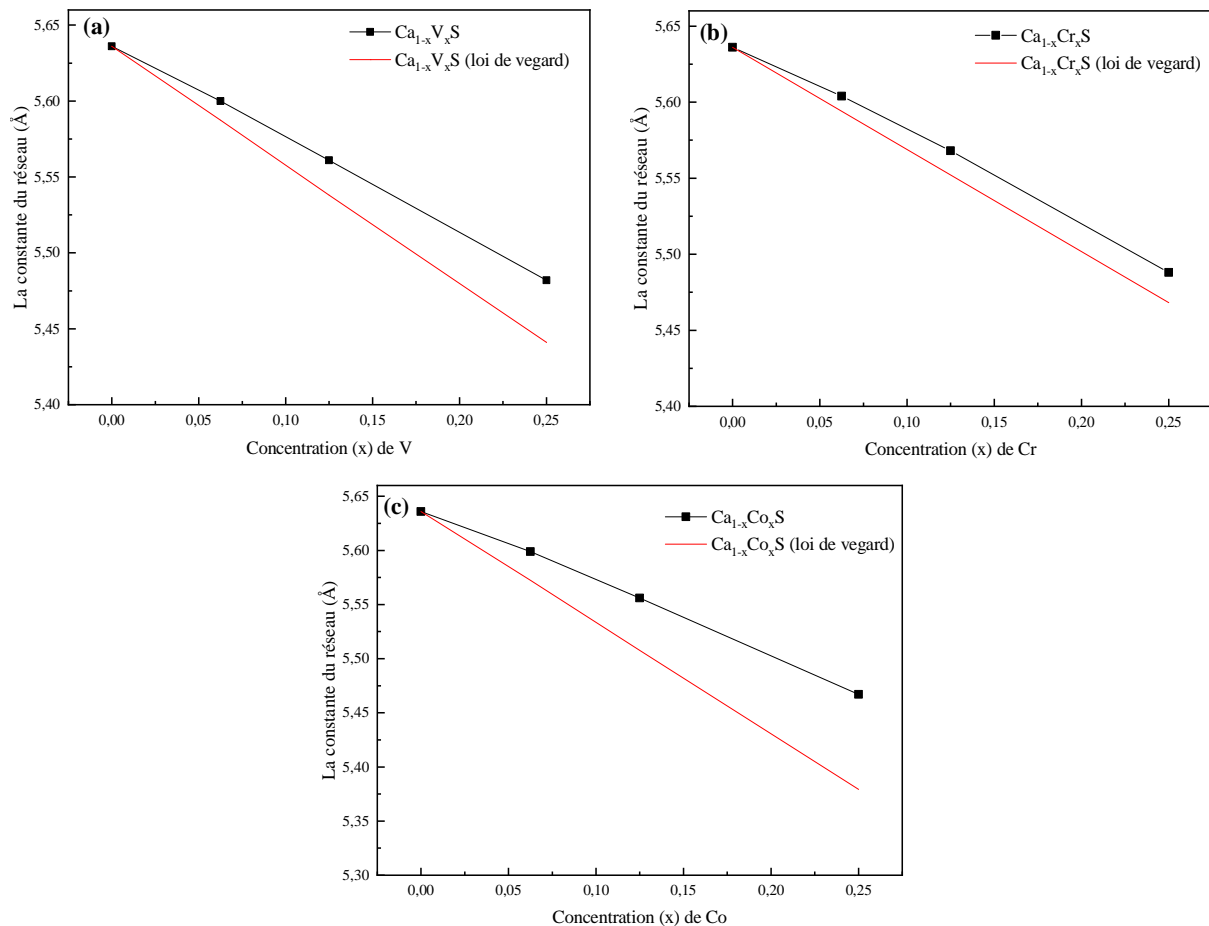 (a)
Ca1-xVxS
Ca1-xVxS (loi de vegard)
La constante du réseau (Å)
5,65
5,60
5,55
5,50
5,45
5,40
0,00 0,05 0,10 0,15 0,20 0,25
Concentration (x) de V
(b)
Ca1-xCrxS
Ca1-xCrxS (loi de vegard)
La constante du réseau (Å)
5,65
5,60
5,55
5,50
5,45
5,40
0,00 0,05 0,10 0,15 0,20 0,25
Concentration (x) de Cr
(c)
Ca1-xCoxS
Ca1-xCoxS (loi de vegard)
La constante du réseau (Å)
5,65
5,60
5,55
5,50
5,45
5,40
5,35
5,30
0,00 0,05 0,10 0,15 0,20 0,25
Concentration (x) de Co